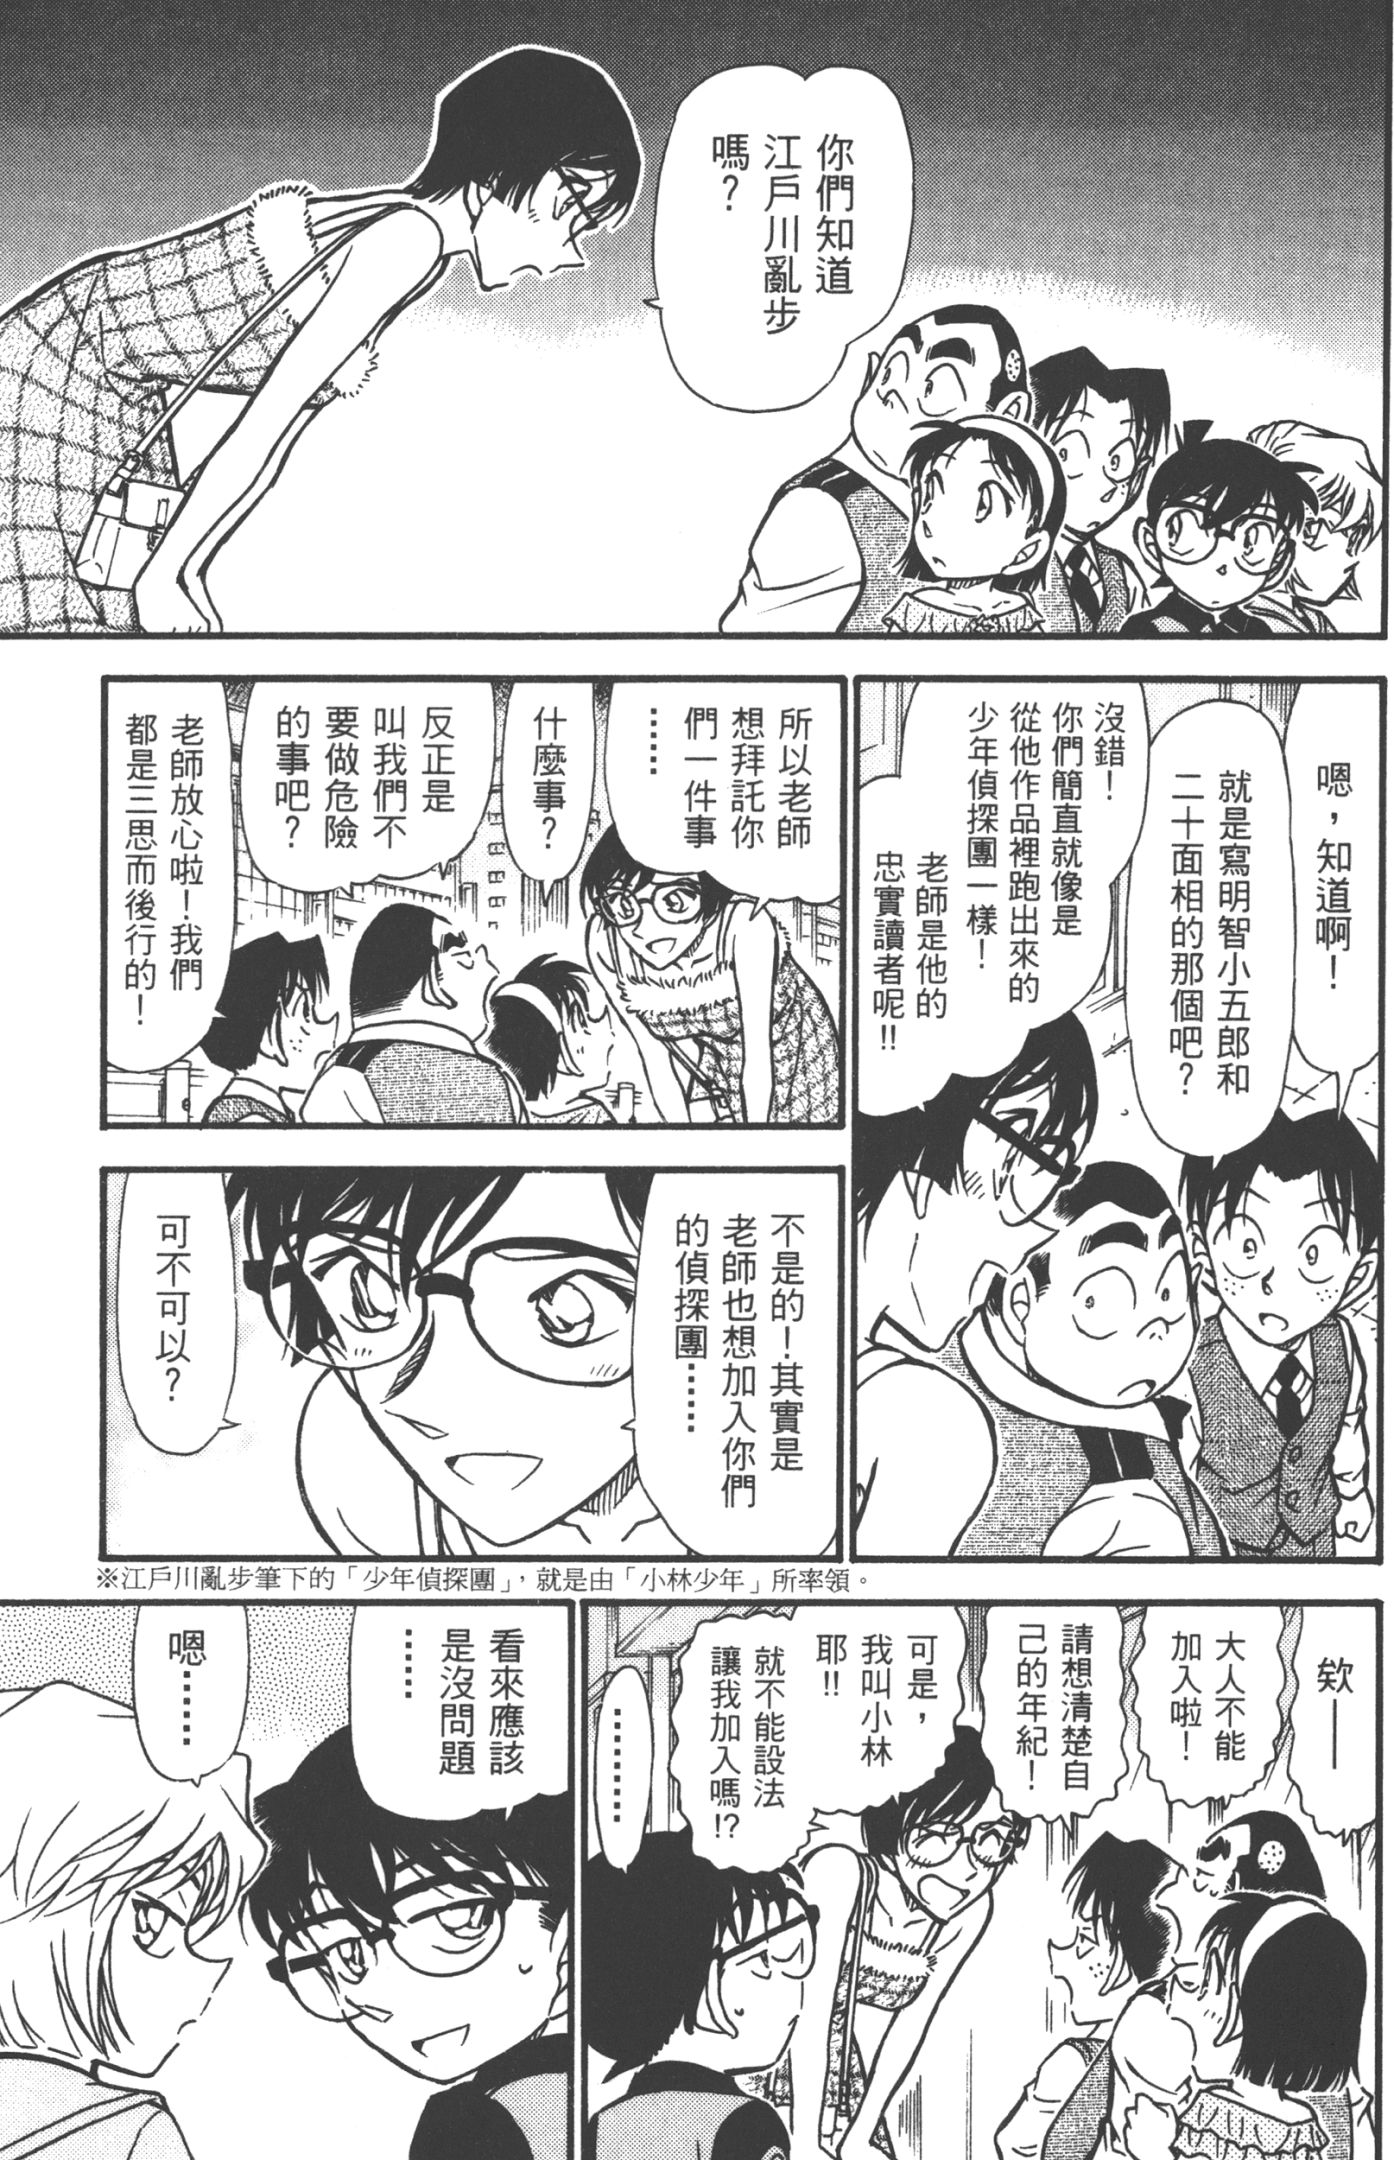 你們知道
江戶川亂步
嗎？
嗯，知道啊！
就是寫明智小五郎和
二十面相的那個吧？
沒錯！
你們簡直就像是
從他作品裡跑出來的
少年偵探團一樣！
老師是他的
忠實讀者呢!!
所以老師
想拜託你
們一件事
……
什麼事？
反正是
叫我們不
要做危險
的事吧？
老師放心啦！我們
都是三思而後行的！
不是的！其實是
老師也想加入你們
的偵探團……
可不可以？
※江戶川亂步筆下的「少年偵探團」，就是由「小林少年」所率領。
欸——
大人不能
加入啦！
請想清楚自
己的年紀！
可是，
我叫小林
耶!!
就不能設法
讓我加入嗎!?
………
看來應該
是沒問題
……
嗯……